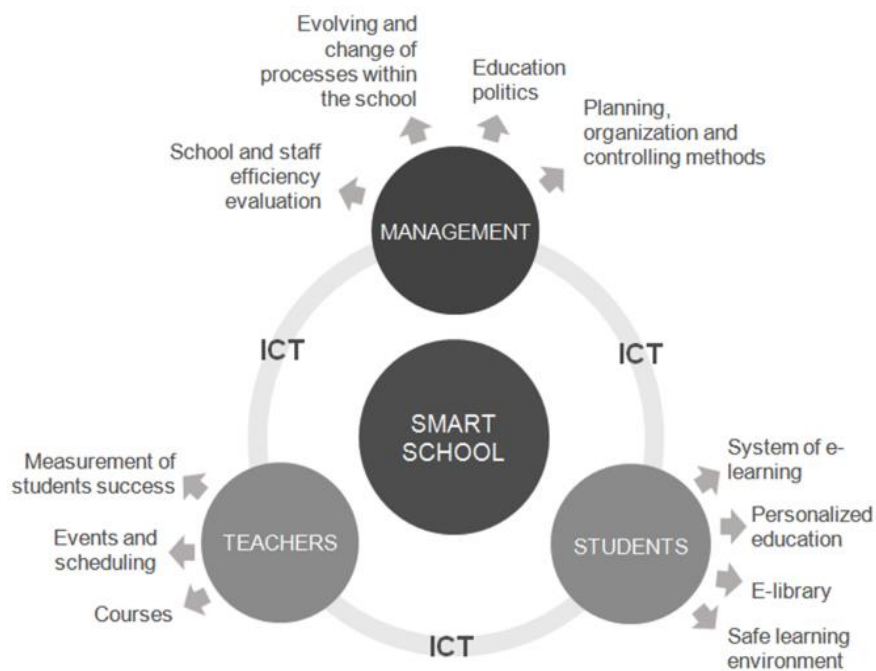 Evolving and
change of
processes within
the school
Education
politics
Planning,
organization and
controlling methods
School and staff
efficiency
evaluation
MANAGEMENT
ICT
ICT
SMART
SCHOOL
Measurement of
students success
Events and
scheduling
Courses
TEACHERS
STUDENTS
System of e-
learning
Personalized
education
E-library
Safe learning
environment
ICT